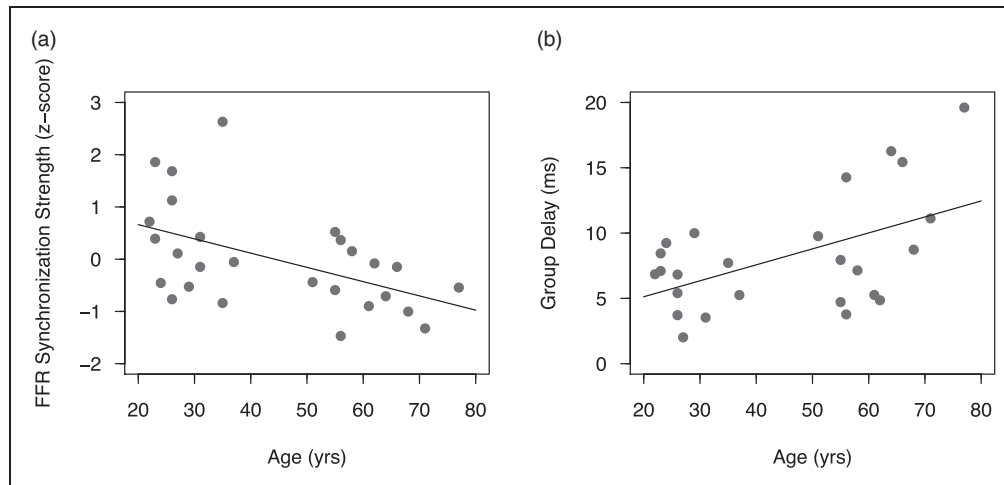 (a)
FFR Synchronization Strength (z−score)
3
2
1
0
−1
−2
20 30 40 50 60 70 80
Age (yrs)
(b)
Group Delay (ms)
20
15
10
5
0
20 30 40 50 60 70 80
Age (yrs)